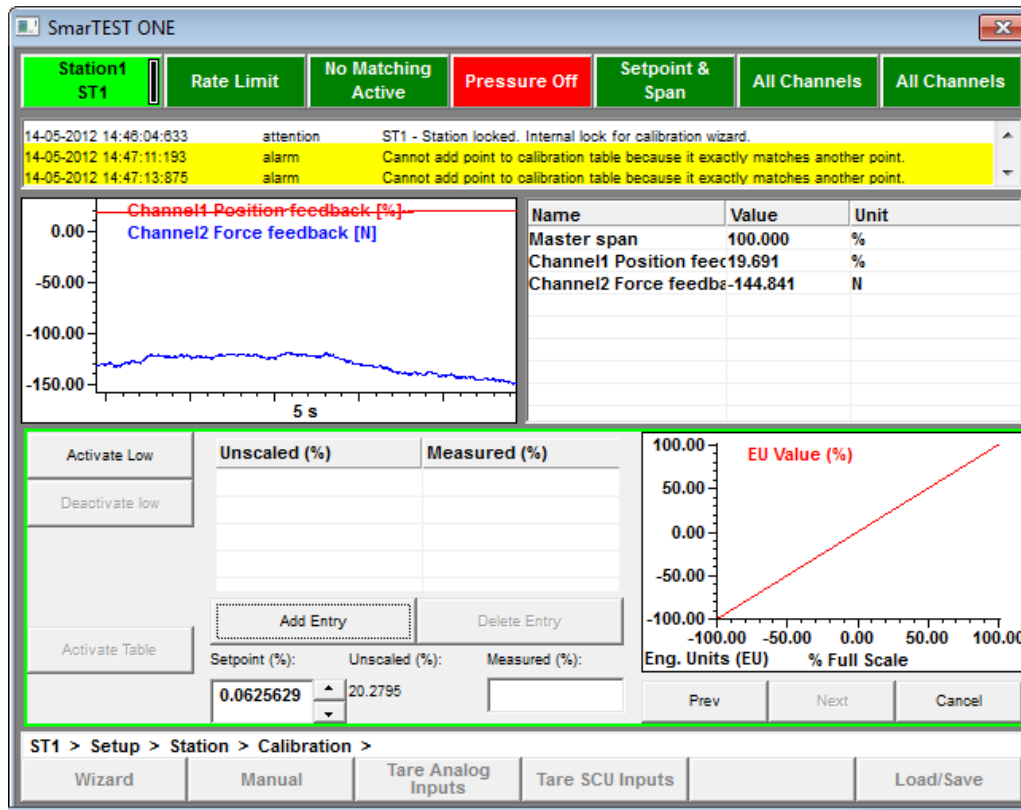 SmarTEST ONE
Station1
ST1
Rate Limit
No Matching
Active
Pressure Off
Setpoint &
Span
All Channels
All Channels
14-05-2012 14:46:04:633 attention ST1 - Station locked. Internal lock for calibration wizard.
14-05-2012 14:47:11:193 alarm Cannot add point to calibration table because it exactly matches another point.
14-05-2012 14:47:13:875 alarm Cannot add point to calibration table because it exactly matches another point.
Channel1 Position feedback [%]
Channel2 Force feedback [N]
0.00
-50.00
-100.00
-150.00
5 s
Name Value Unit
Master span 100.000 %
Channel1 Position feec 19.691 %
Channel2 Force feedba -144.841 N
Activate Low
Deactivate low
Activate Table
Unscaled (%) Measured (%)
Add Entry
Delete Entry
Setpoint (%): Unscaled (%): Measured (%):
0.0625629 20.2795
EU Value (%)
100.00
50.00
0.00
-50.00
-100.00
-100.00 -50.00 0.00 50.00 100.00
Eng. Units (EU) % Full Scale
Prev
Next
Cancel
ST1 > Setup > Station > Calibration >
Wizard
Manual
Tare Analog
Inputs
Tare SCU Inputs
Load/Save